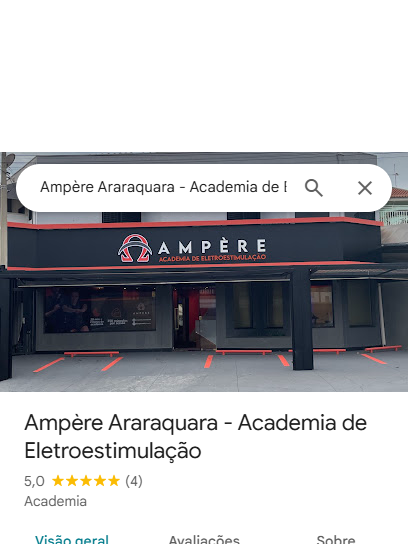 Ampère Araraquara - Academia de E
AMPÈRE
ACADEMIA DE ELETROESTIMULAÇÃO
AMPÈRE
Ampère Araraquara - Academia de
Eletroestimulação
5,0 (4)
Academia
Visão geral Avaliações Sobre